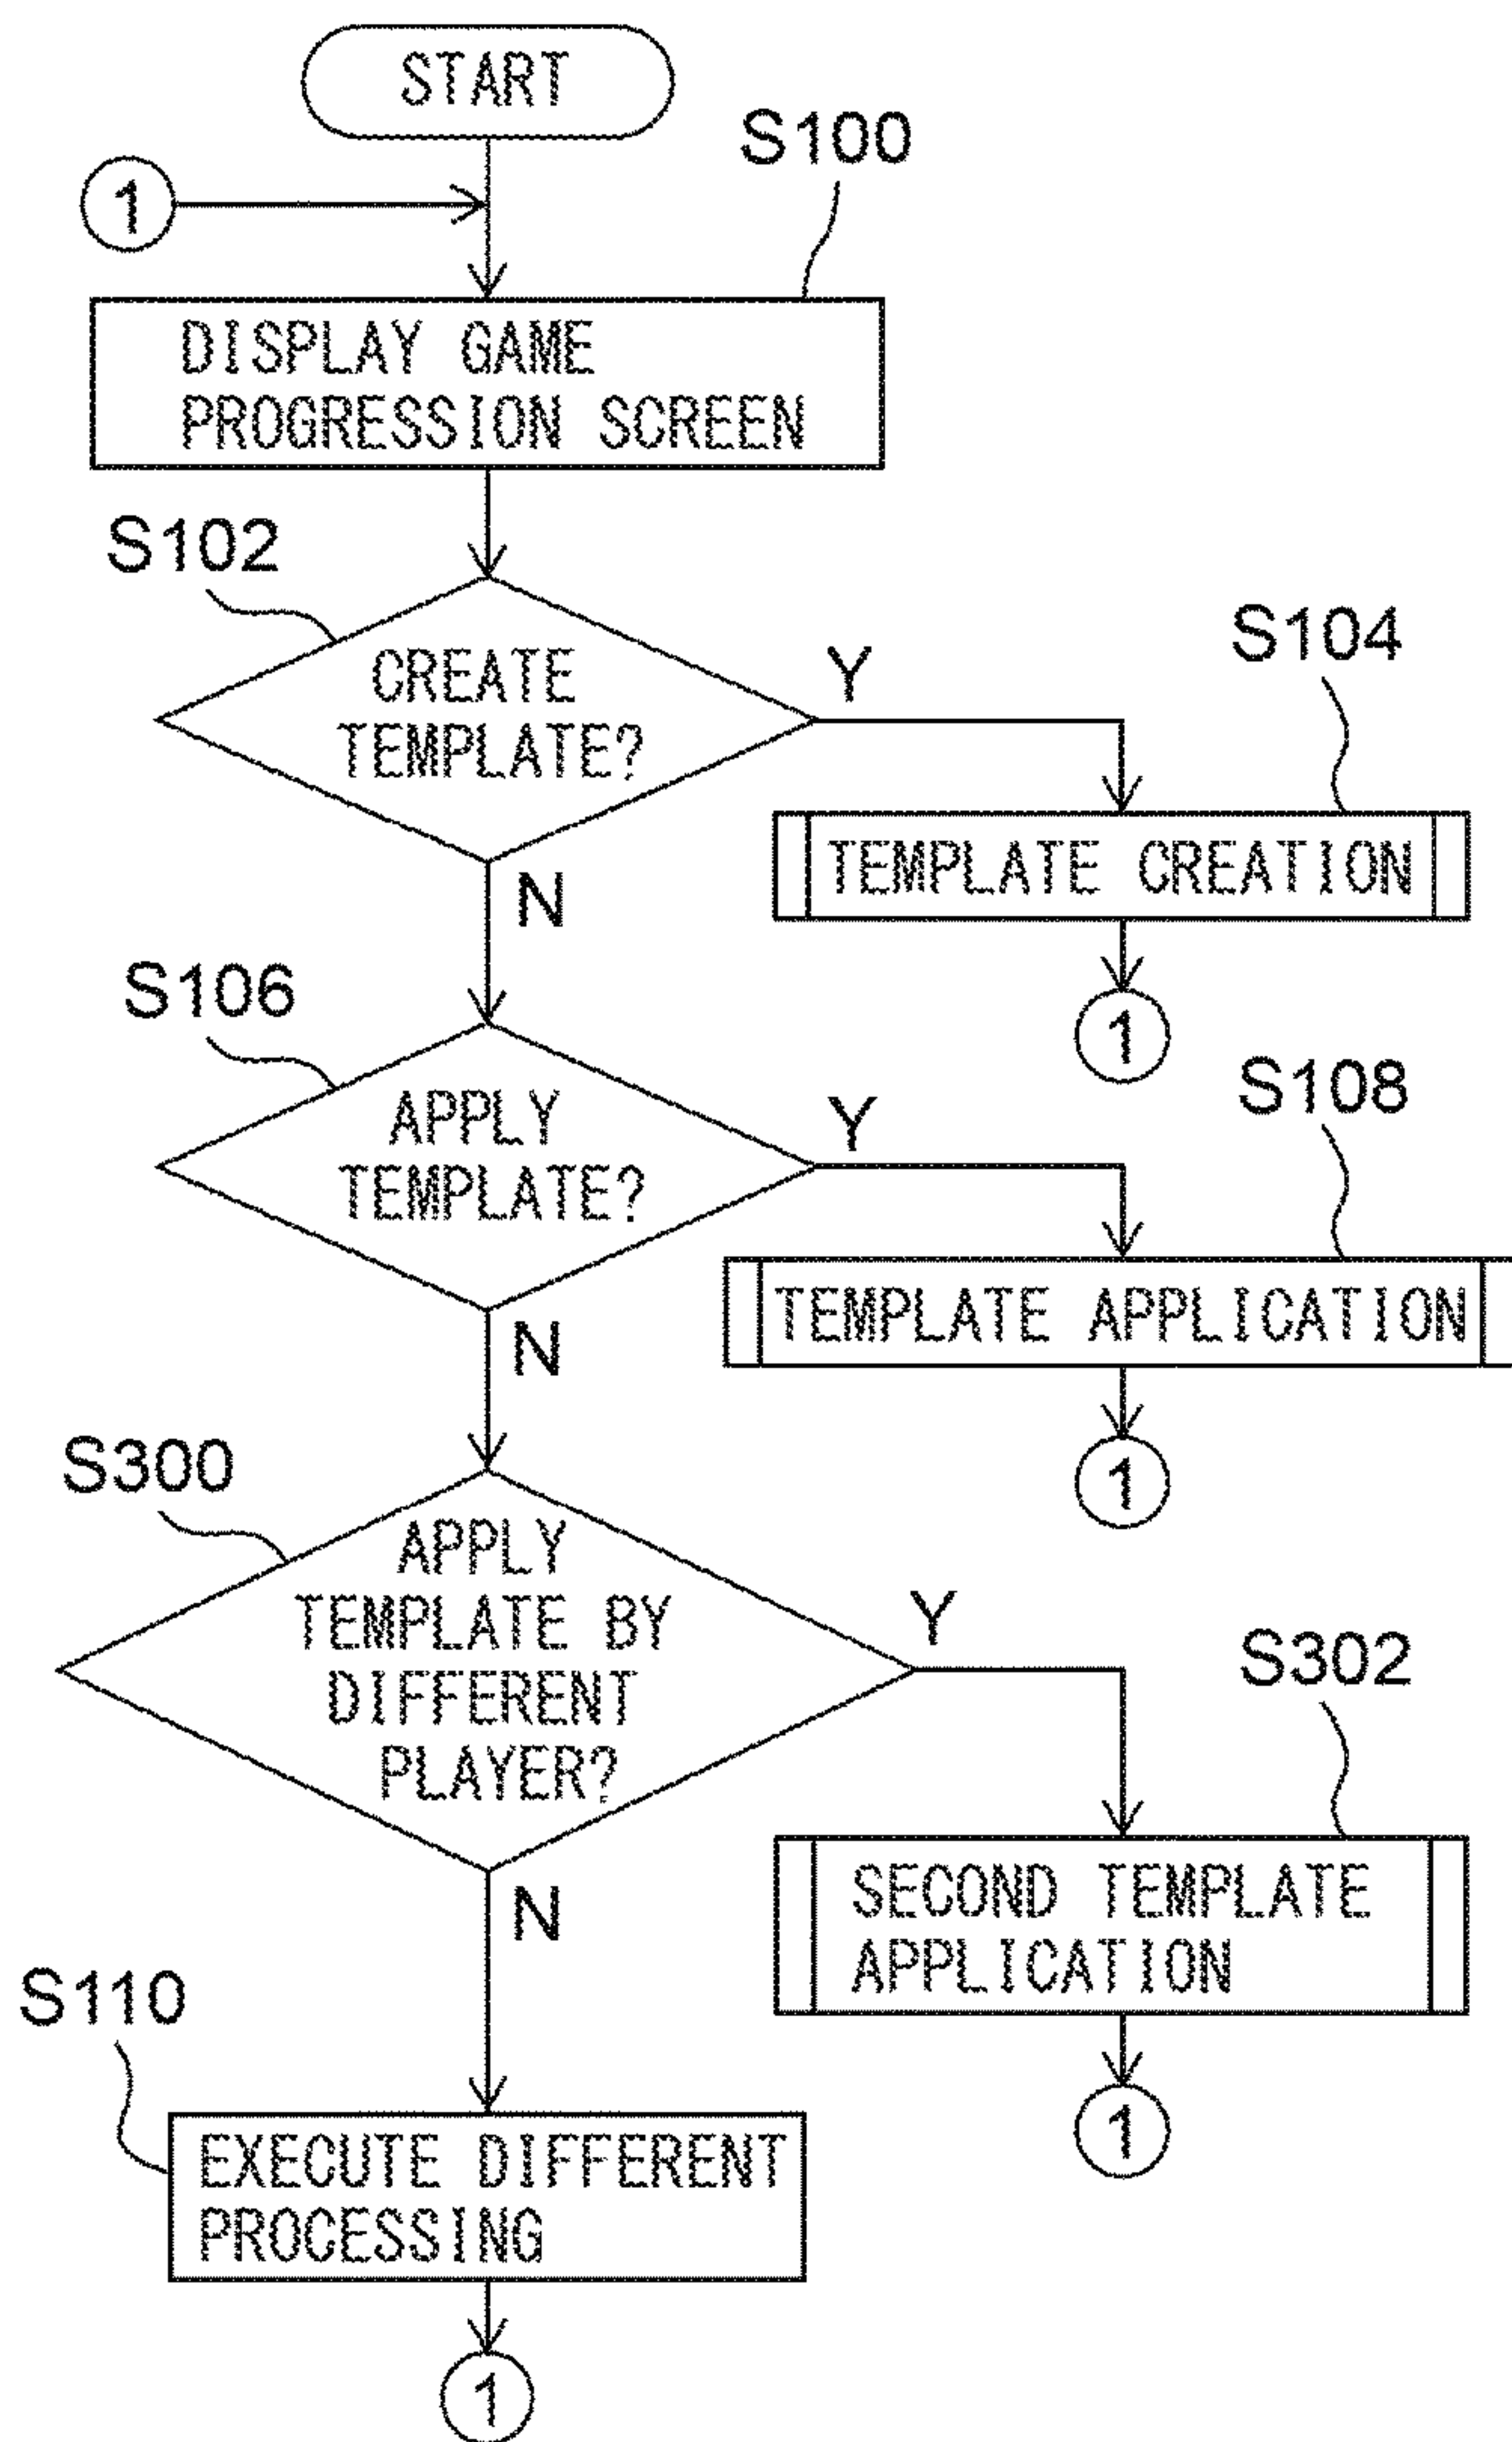 START
S100
1
DISPLAY GAME
PROGRESSION SCREEN
S102
CREATE
TEMPLATE?
Y
S104
TEMPLATE CREATION
1
N
S106
APPLY
TEMPLATE?
Y
S108
TEMPLATE APPLICATION
1
N
S300
APPLY
TEMPLATE BY
DIFFERENT
PLAYER?
Y
S302
SECOND TEMPLATE
APPLICATION
1
N
S110
EXECUTE DIFFERENT
PROCESSING
1